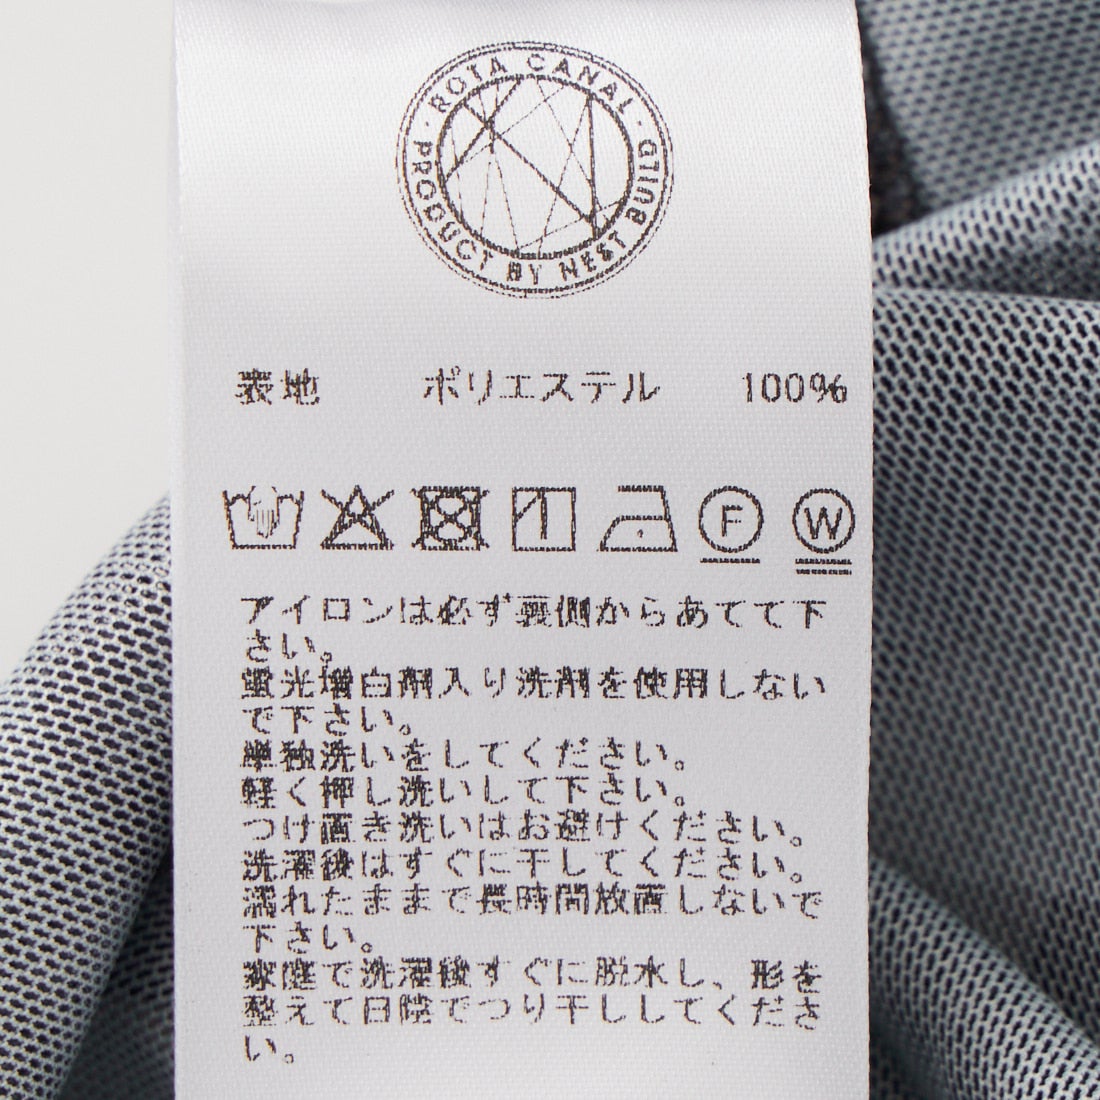 · ROTA CANAL ·
PRODUCT BY NEST BUILD
表地 ポリエステル 100%
F W
アイロンは必ず裏側からあてて下
さい。
蛍光増白剤入り洗剤を使用しない
で下さい。
単独洗いをしてください。
軽く押し洗いして下さい。
つけ置き洗いはお避けください。
洗濯後はすぐに干してください。
濡れたままで長時間放置しないで
下さい。
家庭で洗濯後すぐに脱水し、形を
整えて日陰でつり干ししてくださ
い。